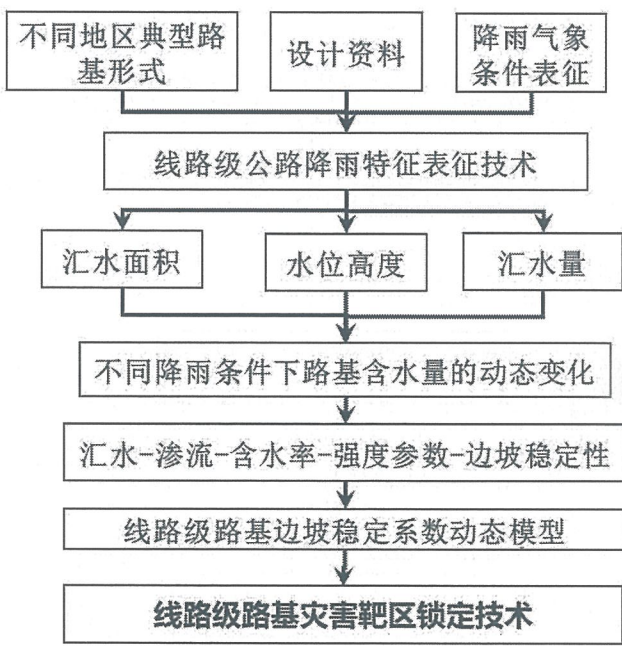 不同地区典型路
基形式
设计资料
降雨气象
条件表征
线路级公路降雨特征表征技术
汇水面积
水位高度
汇水量
不同降雨条件下路基含水量的动态变化
汇水-渗流-含水率-强度参数-边坡稳定性
线路级路基边坡稳定系数动态模型
线路级路基灾害靶区锁定技术